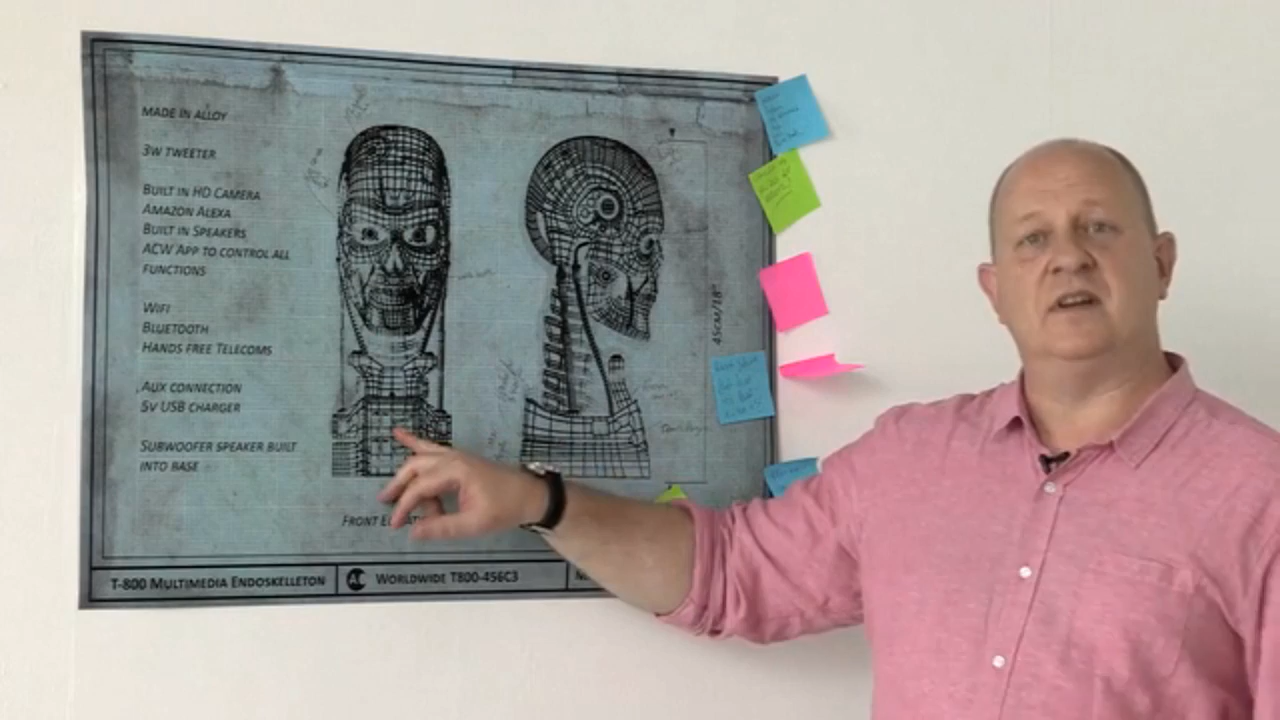 MADE IN ALLOY
3W TWEETER
BUILT IN HD CAMERA
AMAZON ALEXA
BUILT IN SPEAKERS
ACW APP TO CONTROL ALL
FUNCTIONS
WIFI
BLUETOOTH
HANDS FREE TELECOMS
AUX CONNECTION
5V USB CHARGER
SUBWOOFER SPEAKER BUILT
INTO BASE
45CM/18"
FRONT
T-800 MULTIMEDIA ENDOSKELLETON
AC WORLDWIDE T800-456C3